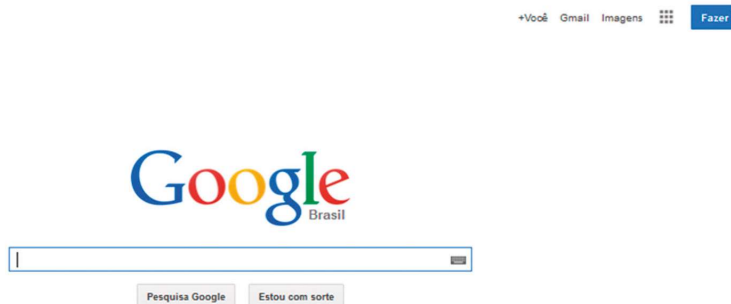 +Você Gmail Imagens Fazer
Google
Brasil
Pesquisa Google Estou com sorte